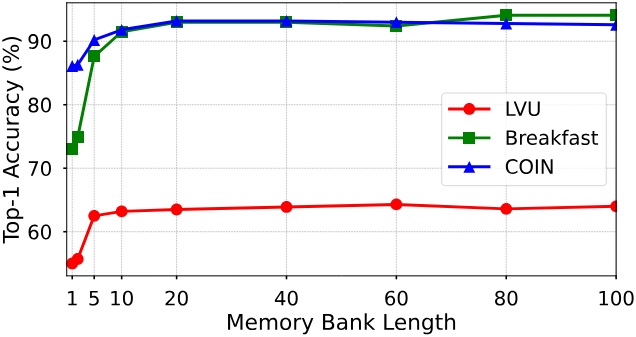 Top-1 Accuracy (%)
90
80
70
60
LVU
Breakfast
COIN
1 5 10 20 40 60 80 100
Memory Bank Length